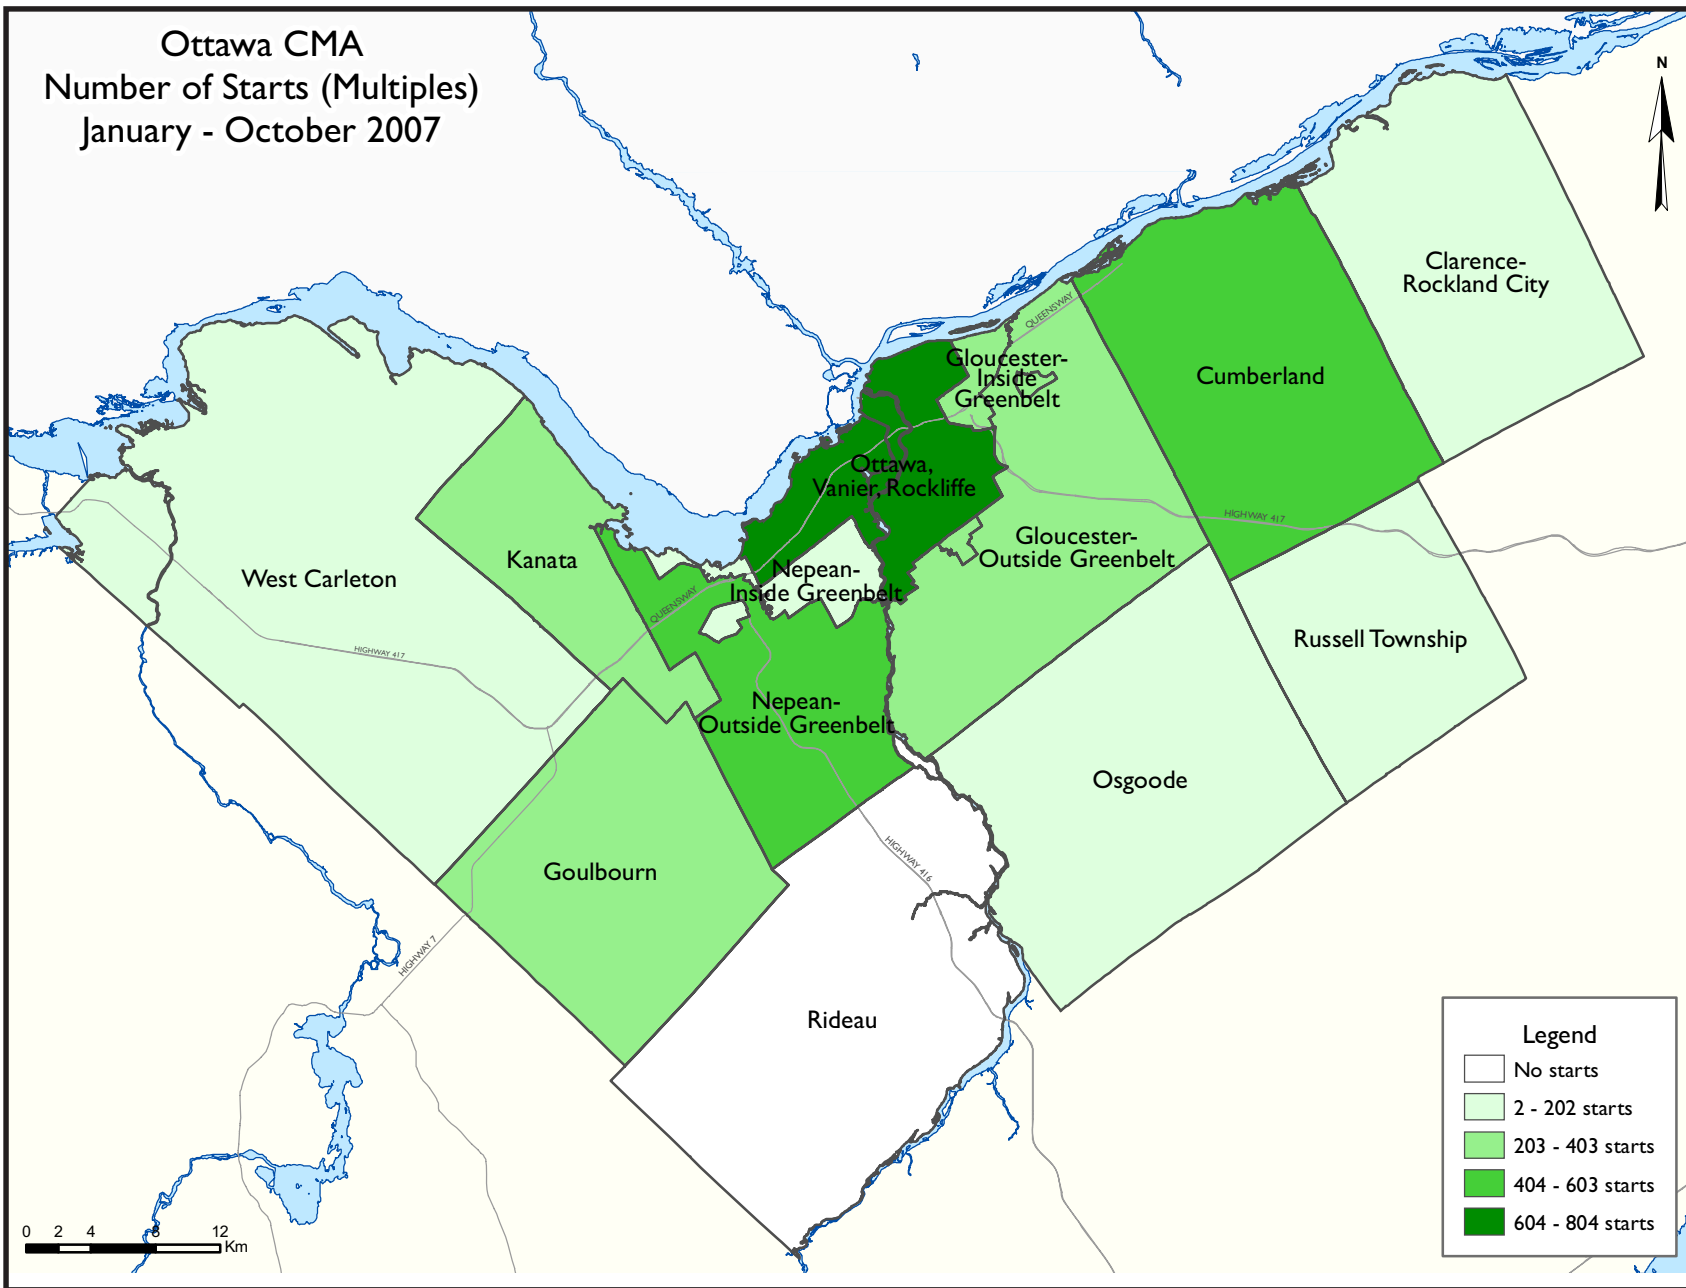 Ottawa CMA
Number of Starts (Multiples)
January - October 2007
N
Clarence-
Rockland City
QUEENSWAY
Gloucester-
Inside
Greenbelt
Cumberland
Ottawa,
Vanier, Rockliffe
HIGHWAY 417
Gloucester-
Outside Greenbelt
Kanata
West Carleton
Nepean-
Inside Greenbelt
QUEENSWAY
HIGHWAY 417
Russell Township
Nepean-
Outside Greenbelt
Osgoode
Goulbourn
HIGHWAY 416
HIGHWAY 7
Rideau
Legend
No starts
2 - 202 starts
203 - 403 starts
404 - 603 starts
604 - 804 starts
0 2 4 8 12
Km